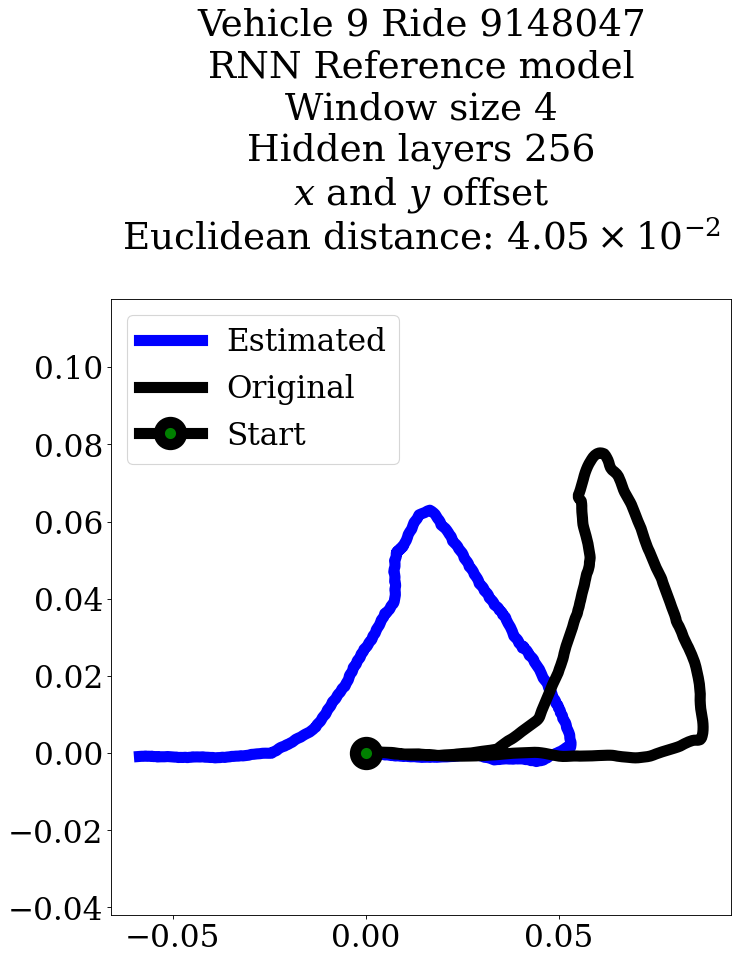 Vehicle 9 Ride 9148047
RNN Reference model
Window size 4
Hidden layers 256
x and y offset
Euclidean distance: 4.05 × 10⁻²
Estimated
Original
Start
0.10
0.08
0.06
0.04
0.02
0.00
−0.02
−0.04
−0.05 0.00 0.05